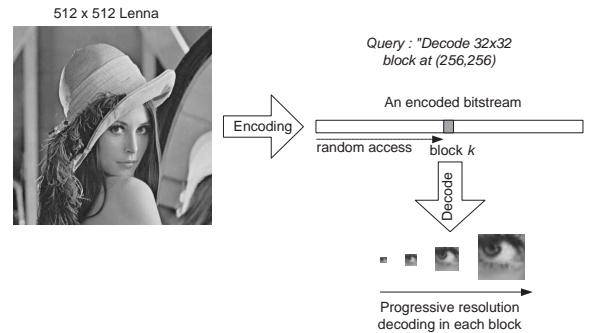 512 x 512 Lenna
Query : "Decode 32x32
block at (256,256)
An encoded bitstream
Encoding
random access
block k
Decode
Progressive resolution
decoding in each block